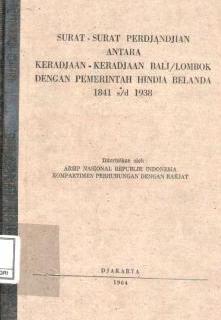 SURAT - SURAT PERDJANDJIAN
ANTARA
KERADJAAN - KERADJAAN BALI/LOMBOK
DENGAN PEMERINTAH HINDIA BELANDA
1841 s/d 1938
Diterbitkan oleh
ARSIP NASIONAL REPUBLIK INDONESIA
KOMPARTIMEN PERHUBUNGAN DENGAN RAKJAT
DJAKARTA
1964